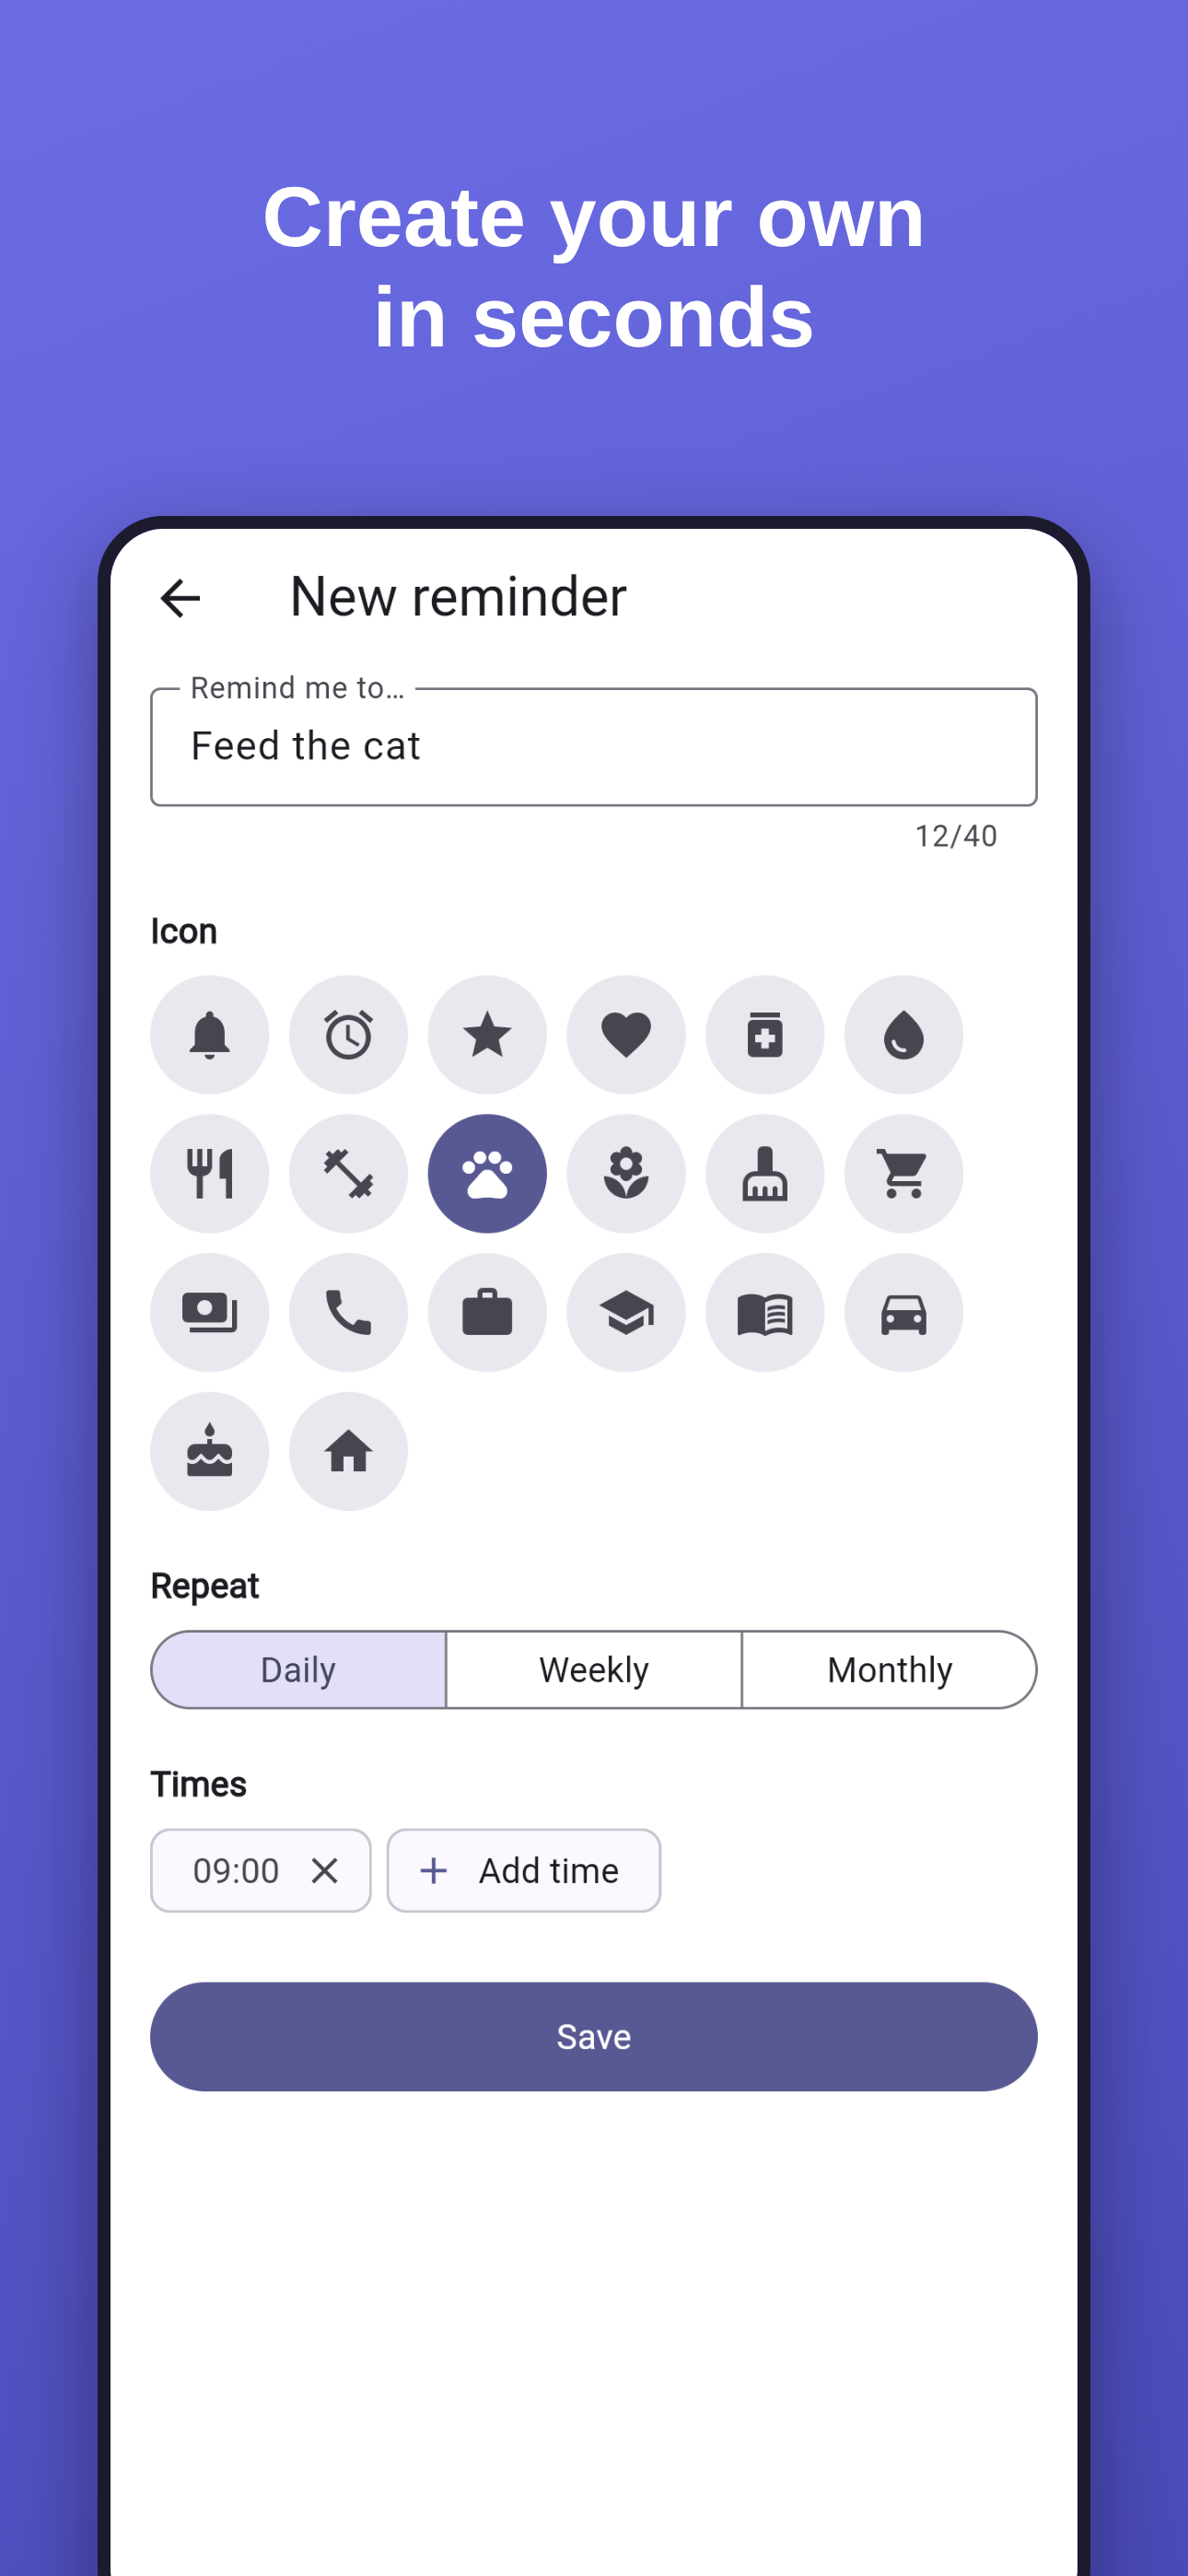 Create your own
in seconds
New reminder
Remind me to…
Feed the cat
12/40
Icon
Repeat
Daily Weekly Monthly
Times
09:00 Add time
Save